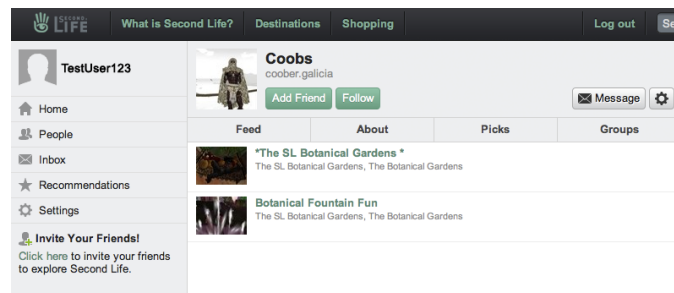 SECOND LIFE What is Second Life? Destinations Shopping Log out Se
TestUser123
Coobs
coober.galicia
Add Friend Follow Message
Home
People
Inbox
Recommendations
Settings
Invite Your Friends!
Click here to invite your friends
to explore Second Life.
Feed About Picks Groups
*The SL Botanical Gardens *
The SL Botanical Gardens, The Botanical Gardens
Botanical Fountain Fun
The SL Botanical Gardens, The Botanical Gardens